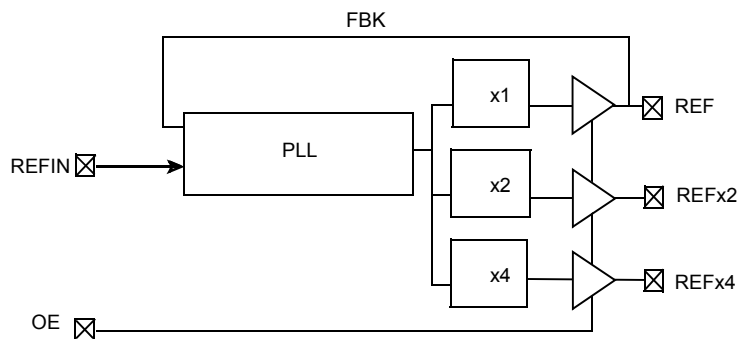 FBK
x1
REF
PLL
REFIN
x2
REFx2
x4
REFx4
OE